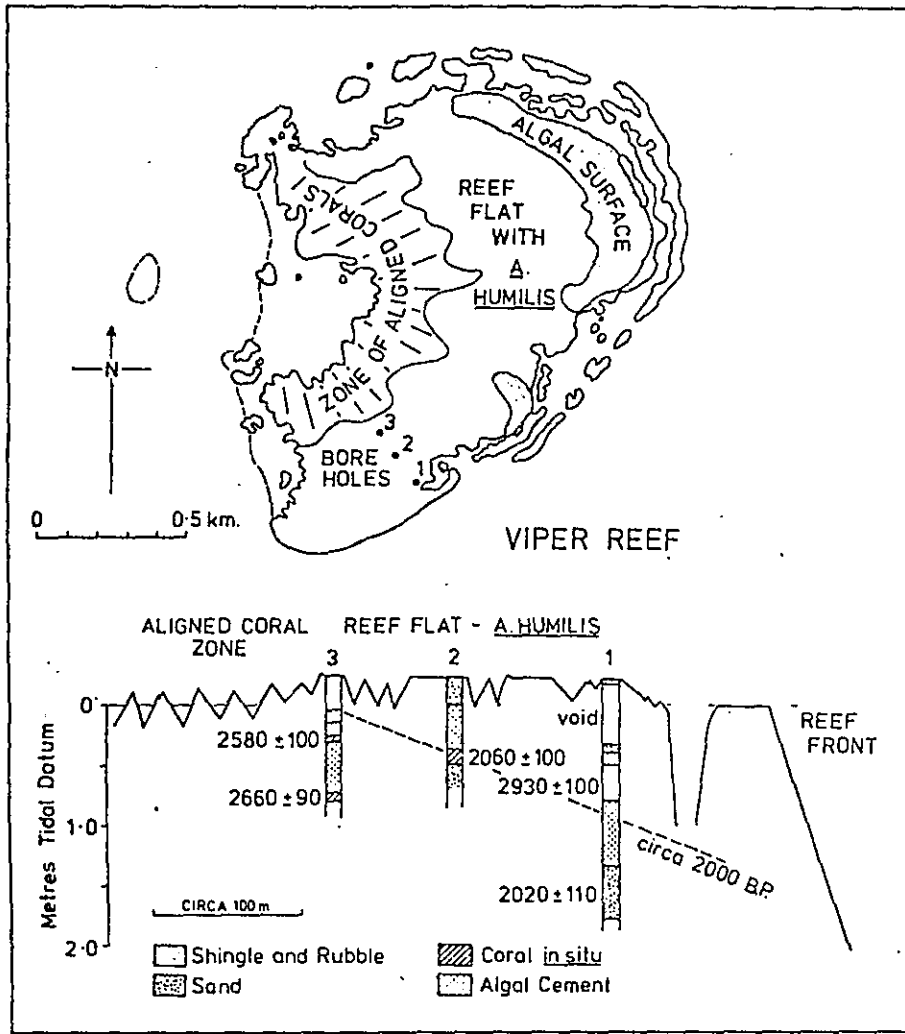 ALGAL SURFACE
REEF
FLAT
WITH
A.
HUMILIS
ZONE OF ALIGNED CORALS
N
3
2
1
BORE
HOLES
0 0·5 km.
VIPER REEF
ALIGNED CORAL
ZONE
REEF FLAT - A. HUMILIS
3 2 1
0
void
REEF
FRONT
2580 ± 100
2060 ± 100
2930 ± 100
2660 ± 90
1·0
circa 2000 B.P.
2020 ± 110
2·0
Metres Tidal Datum
CIRCA 100 m
Shingle and Rubble
Coral in situ
Sand
Algal Cement